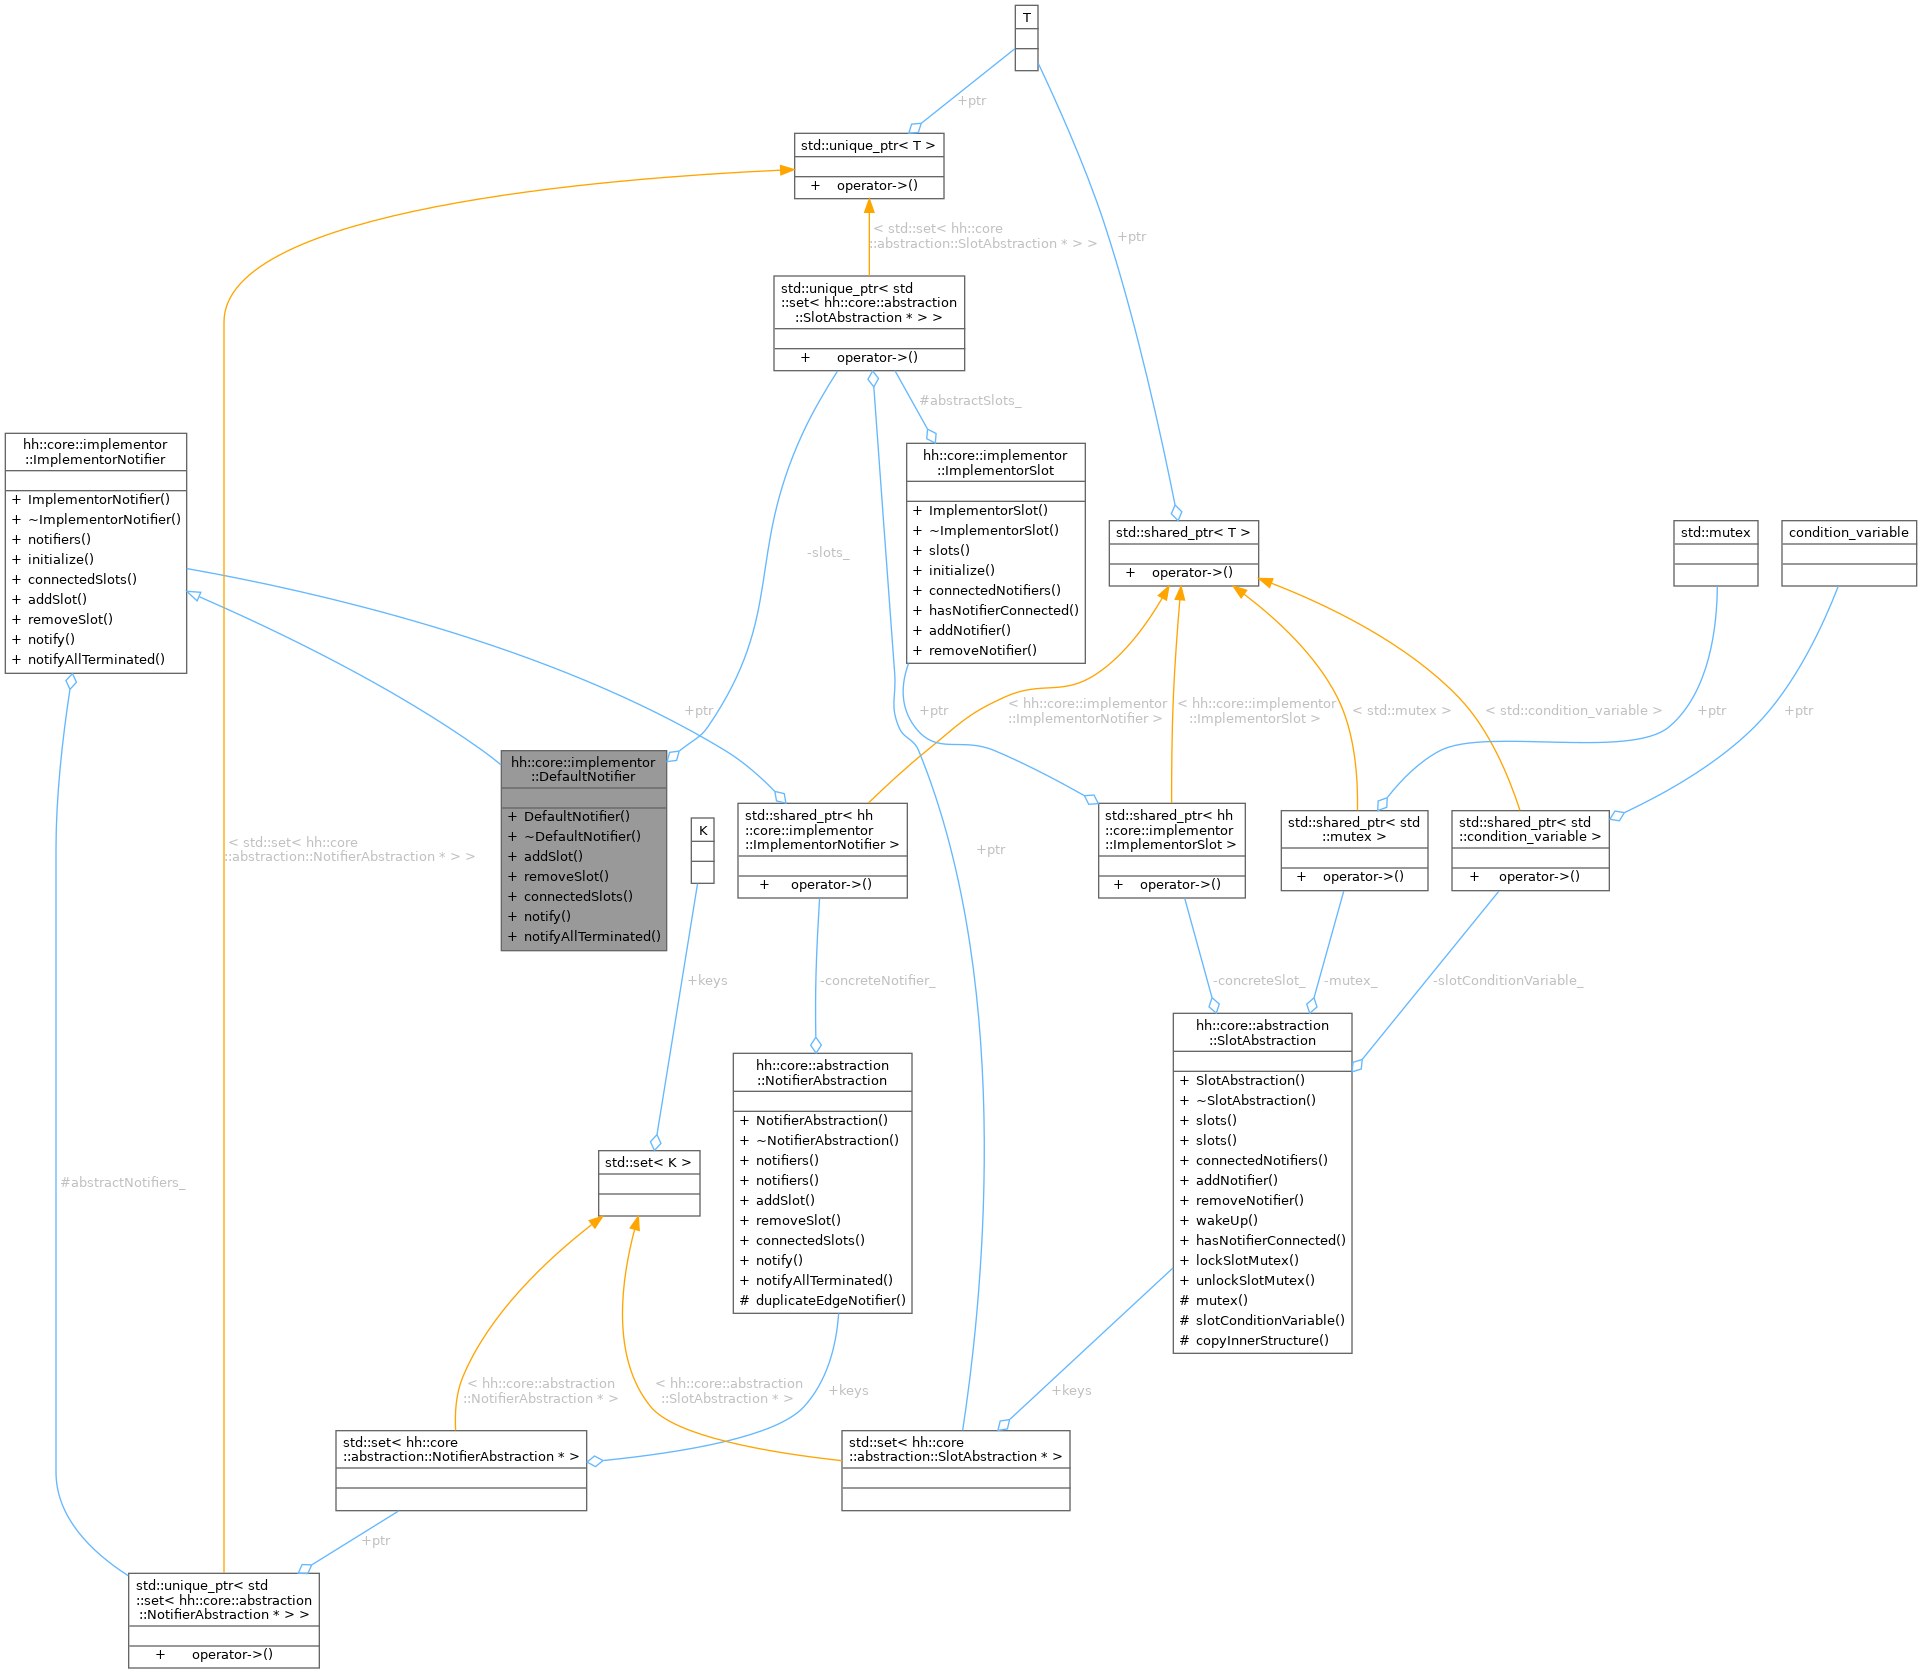 T
+ptr
std::unique_ptr< T >
+ operator->()
< std::set< hh::core
::abstraction::SlotAbstraction * > >
+ptr
std::unique_ptr< std
::set< hh::core::abstraction
::SlotAbstraction * > >
+ operator->()
#abstractSlots_
hh::core::implementor
::ImplementorNotifier
+ ImplementorNotifier()
+ ~ImplementorNotifier()
+ notifiers()
+ initialize()
+ connectedSlots()
+ addSlot()
+ removeSlot()
+ notify()
+ notifyAllTerminated()
-slots_
hh::core::implementor
::ImplementorSlot
+ ImplementorSlot()
+ ~ImplementorSlot()
+ slots()
+ initialize()
+ connectedNotifiers()
+ hasNotifierConnected()
+ addNotifier()
+ removeNotifier()
std::shared_ptr< T >
+ operator->()
std::mutex
condition_variable
+ptr
+ptr
< hh::core::implementor
::ImplementorNotifier >
< hh::core::implementor
::ImplementorSlot >
< std::mutex >
< std::condition_variable >
+ptr
+ptr
hh::core::implementor
::DefaultNotifier
+ DefaultNotifier()
+ ~DefaultNotifier()
+ addSlot()
+ removeSlot()
+ connectedSlots()
+ notify()
+ notifyAllTerminated()
< std::set< hh::core
::abstraction::NotifierAbstraction * > >
K
std::shared_ptr< hh
::core::implementor
::ImplementorNotifier >
+ operator->()
+ptr
std::shared_ptr< hh
::core::implementor
::ImplementorSlot >
+ operator->()
std::shared_ptr< std
::mutex >
+ operator->()
std::shared_ptr< std
::condition_variable >
+ operator->()
+keys
-concreteNotifier_
-concreteSlot_
-mutex_
-slotConditionVariable_
hh::core::abstraction
::NotifierAbstraction
+ NotifierAbstraction()
+ ~NotifierAbstraction()
+ notifiers()
+ notifiers()
+ addSlot()
+ removeSlot()
+ connectedSlots()
+ notify()
+ notifyAllTerminated()
# duplicateEdgeNotifier()
hh::core::abstraction
::SlotAbstraction
+ SlotAbstraction()
+ ~SlotAbstraction()
+ slots()
+ slots()
+ connectedNotifiers()
+ addNotifier()
+ removeNotifier()
+ wakeUp()
+ hasNotifierConnected()
+ lockSlotMutex()
+ unlockSlotMutex()
# mutex()
# slotConditionVariable()
# copyInnerStructure()
std::set< K >
#abstractNotifiers_
< hh::core::abstraction
::NotifierAbstraction * >
< hh::core::abstraction
::SlotAbstraction * >
+keys
+keys
std::set< hh::core
::abstraction::NotifierAbstraction * >
std::set< hh::core
::abstraction::SlotAbstraction * >
+ptr
std::unique_ptr< std
::set< hh::core::abstraction
::NotifierAbstraction * > >
+ operator->()